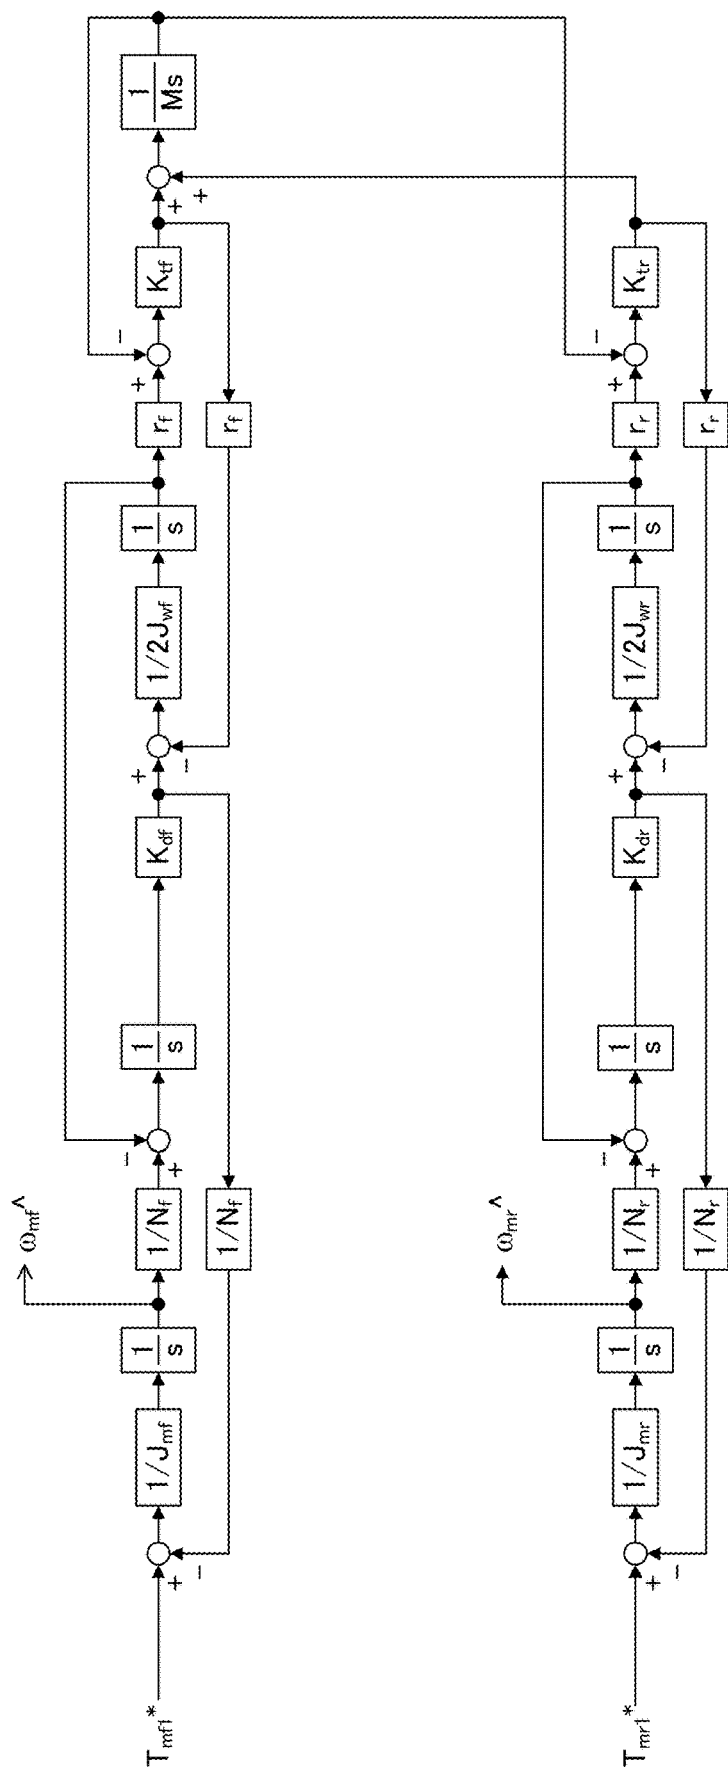 T_mf1*
+
−
1/J_mf
1/s
ω_mf^
1/N_f
1/N_f
−
+
1/s
K_df
+
−
1/2J_wf
1/s
r_f
r_f
+
−
K_tf
+
+
1/Ms
T_mr1*
+
−
1/J_mr
1/s
ω_mr^
1/N_r
1/N_r
−
+
1/s
K_dr
+
−
1/2J_wr
1/s
r_r
r_r
+
−
K_tr